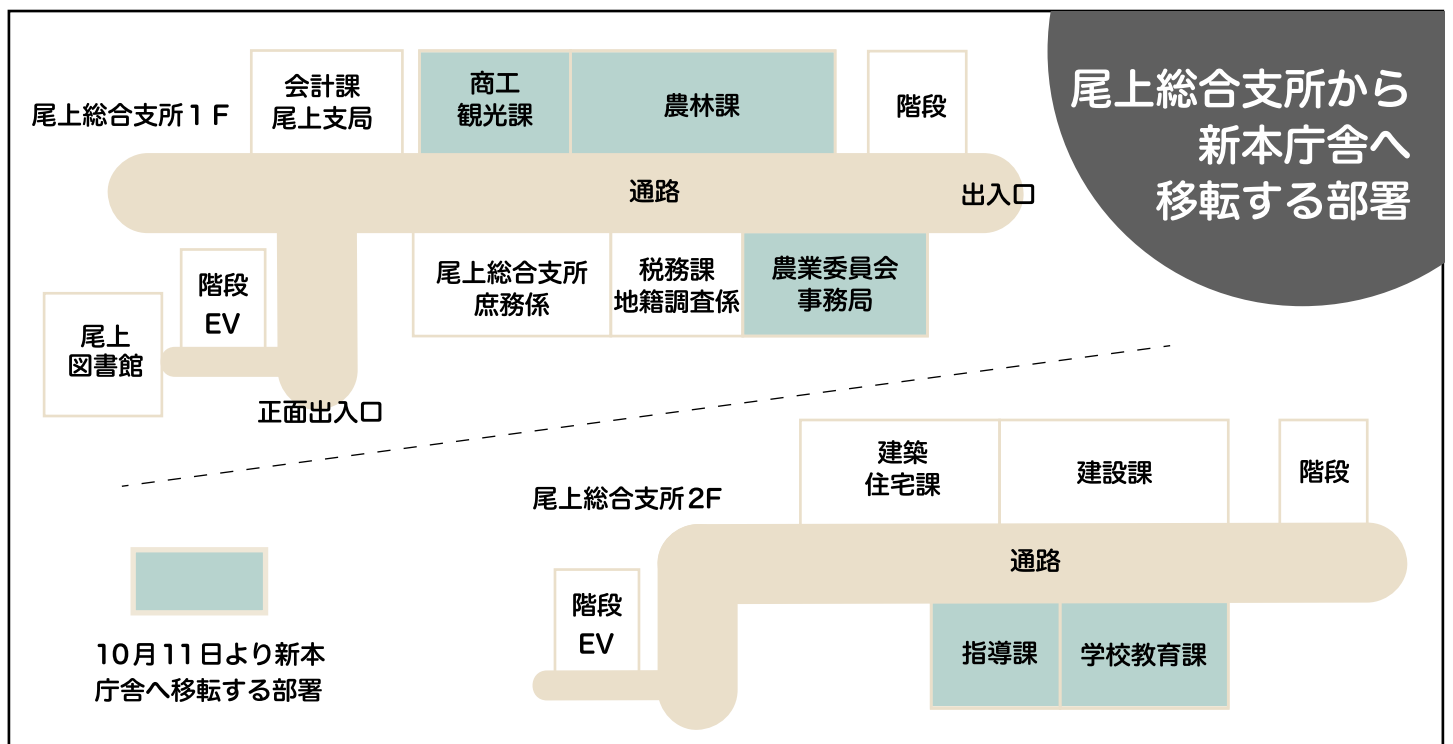 尾上総合支所から
新本庁舎へ
移転する部署
尾上総合支所1F
会計課
尾上支局
商工
観光課
農林課
階段
通路
出入口
尾上総合支所
庶務係
税務課
地籍調査係
農業委員会
事務局
階段
EV
尾上
図書館
正面出入口
尾上総合支所2F
建築
住宅課
建設課
階段
通路
階段
EV
指導課
学校教育課
10月11日より新本
庁舎へ移転する部署